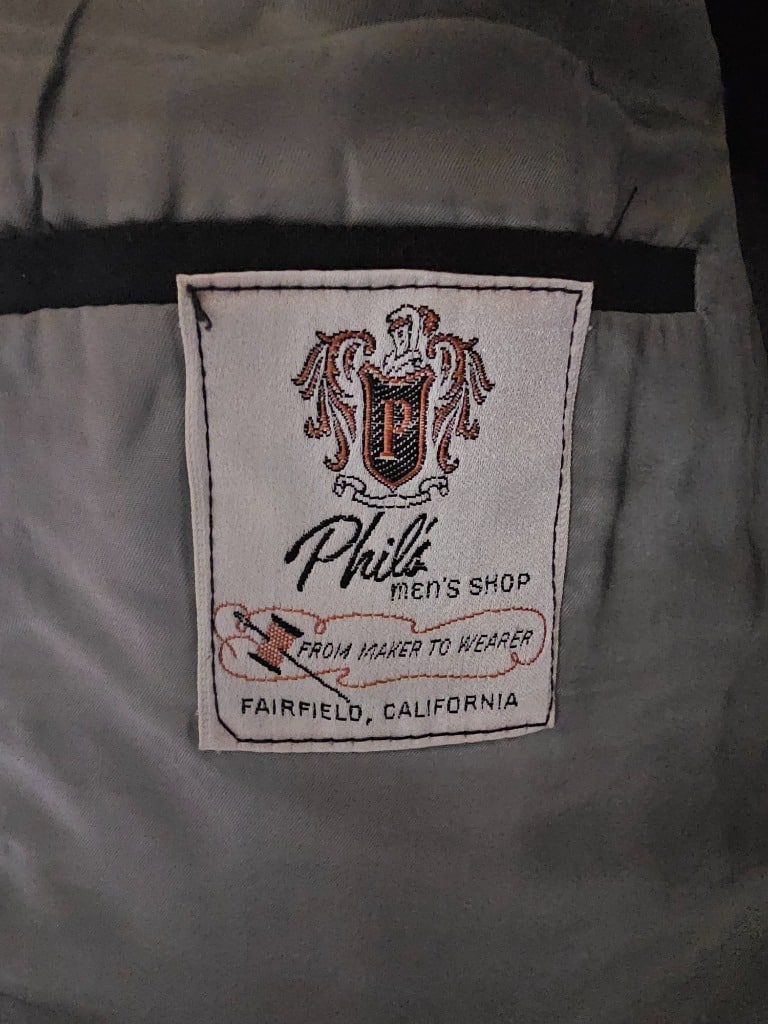 P
Phil's
MEN'S SHOP
FROM MAKER TO WEARER
FAIRFIELD, CALIFORNIA